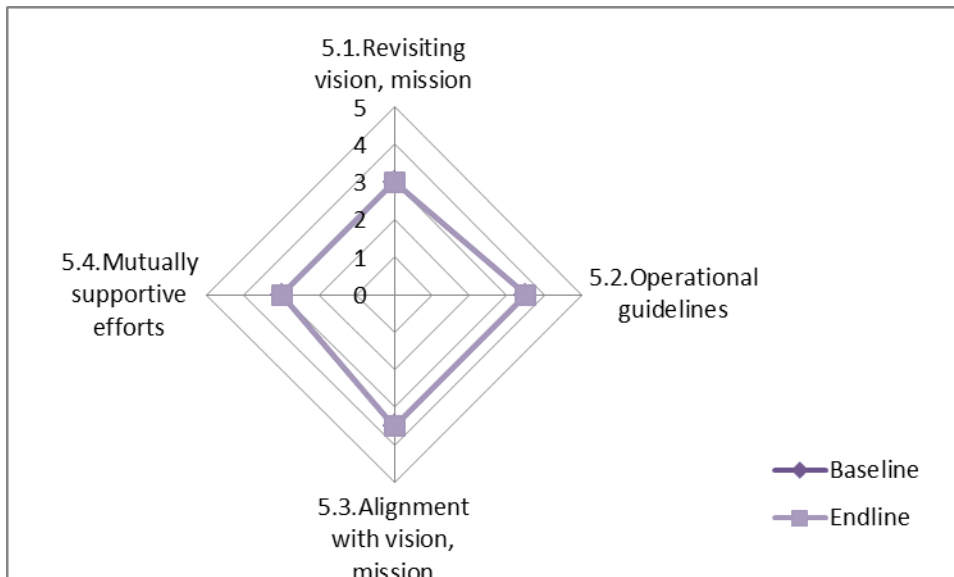 5.1.Revisiting
vision, mission
5
4
3
2
1
0
5.2.Operational
guidelines
5.3.Alignment
with vision,
mission
5.4.Mutually
supportive
efforts
Baseline
Endline